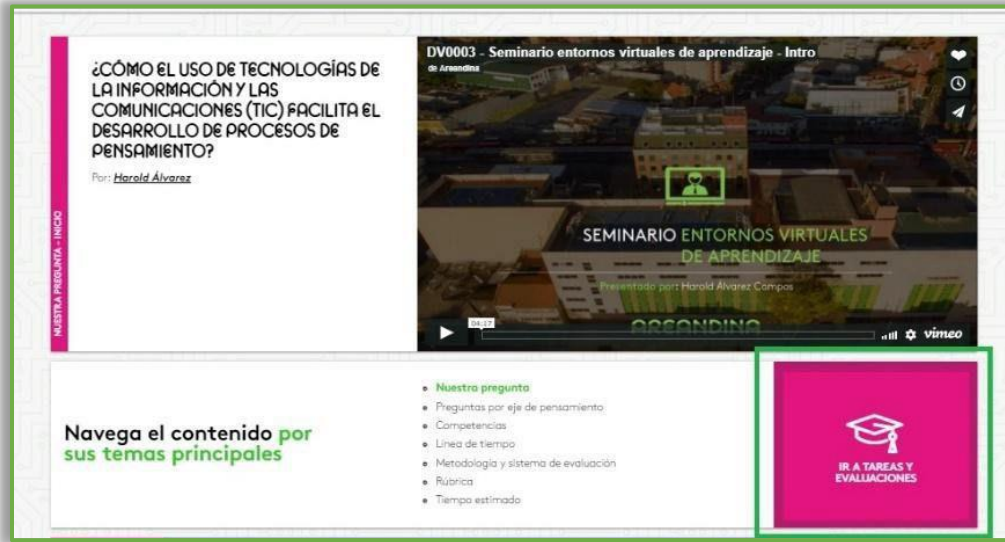 ¿CÓMO EL USO DE TECNOLOGÍAS DE
LA INFORMACIÓN Y LAS
COMUNICACIONES (TIC) FACILITA EL
DESARROLLO DE PROCESOS DE
PENSAMIENTO?
Por: Harold Álvarez
NUESTRA PREGUNTA - INICIO
DV0003 - Seminario entornos virtuales de aprendizaje - Intro
de Areandina
SEMINARIO ENTORNOS VIRTUALES
DE APRENDIZAJE
Presentado por: Harold Álvarez Campos
AREANDINA
04:17
vimeo
Navega el contenido por
sus temas principales
Nuestra pregunta
Preguntas por eje de pensamiento
Competencias
Línea de tiempo
Metodología y sistema de evaluación
Rúbrica
Tiempo estimado
IR A TAREAS Y
EVALUACIONES